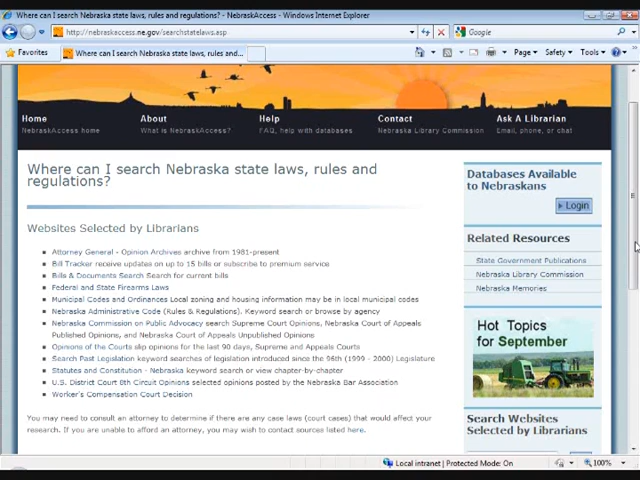 Where can I search Nebraska state laws, rules and regulations? - NebraskAccess - Windows Internet Explorer
http://nebraskaccess.ne.gov/searchstatelaws.asp
Google
Favorites
Where can I search Nebraska state laws, rules and...
Page
Safety
Tools
Home
About
Help
Contact
Ask A Librarian
NebraskAccess home
What is NebraskAccess?
FAQ, help with databases
Nebraska Library Commission
Email, phone, or chat
Where can I search Nebraska state laws, rules and
regulations?
Websites Selected by Librarians
Attorney General - Opinion Archives archive from 1981-present
Bill Tracker receive updates on up to 15 bills or subscribe to premium service
Bills & Documents Search Search for current bills
Federal and State Firearms Laws
Municipal Codes and Ordinances Local zoning and housing information may be in local municipal codes
Nebraska Administrative Code (Rules & Regulations). Keyword search or browse by agency
Nebraska Commission on Public Advocacy search Supreme Court Opinions, Nebraska Court of Appeals
Published Opinions, and Nebraska Court of Appeals Unpublished Opinions
Opinions of the Courts slip opinions for the last 90 days, Supreme and Appeals Courts
Search Past Legislation keyword searches of legislation introduced since the 96th (1999 - 2000) Legislature
Statutes and Constitution - Nebraska keyword search or view chapter-by-chapter
U.S. District Court 8th Circuit Opinions selected opinions posted by the Nebraska Bar Association
Worker's Compensation Court Decision
You may need to consult an attorney to determine if there are any case laws (court cases) that would affect your
research. If you are unable to afford an attorney, you may wish to contact sources listed here.
Databases Available
to Nebraskans
Login
Related Resources
State Government Publications
Nebraska Library Commission
Nebraska Memories
Hot Topics
for September
Search Websites
Selected by Librarians
Local intranet | Protected Mode: On
100%